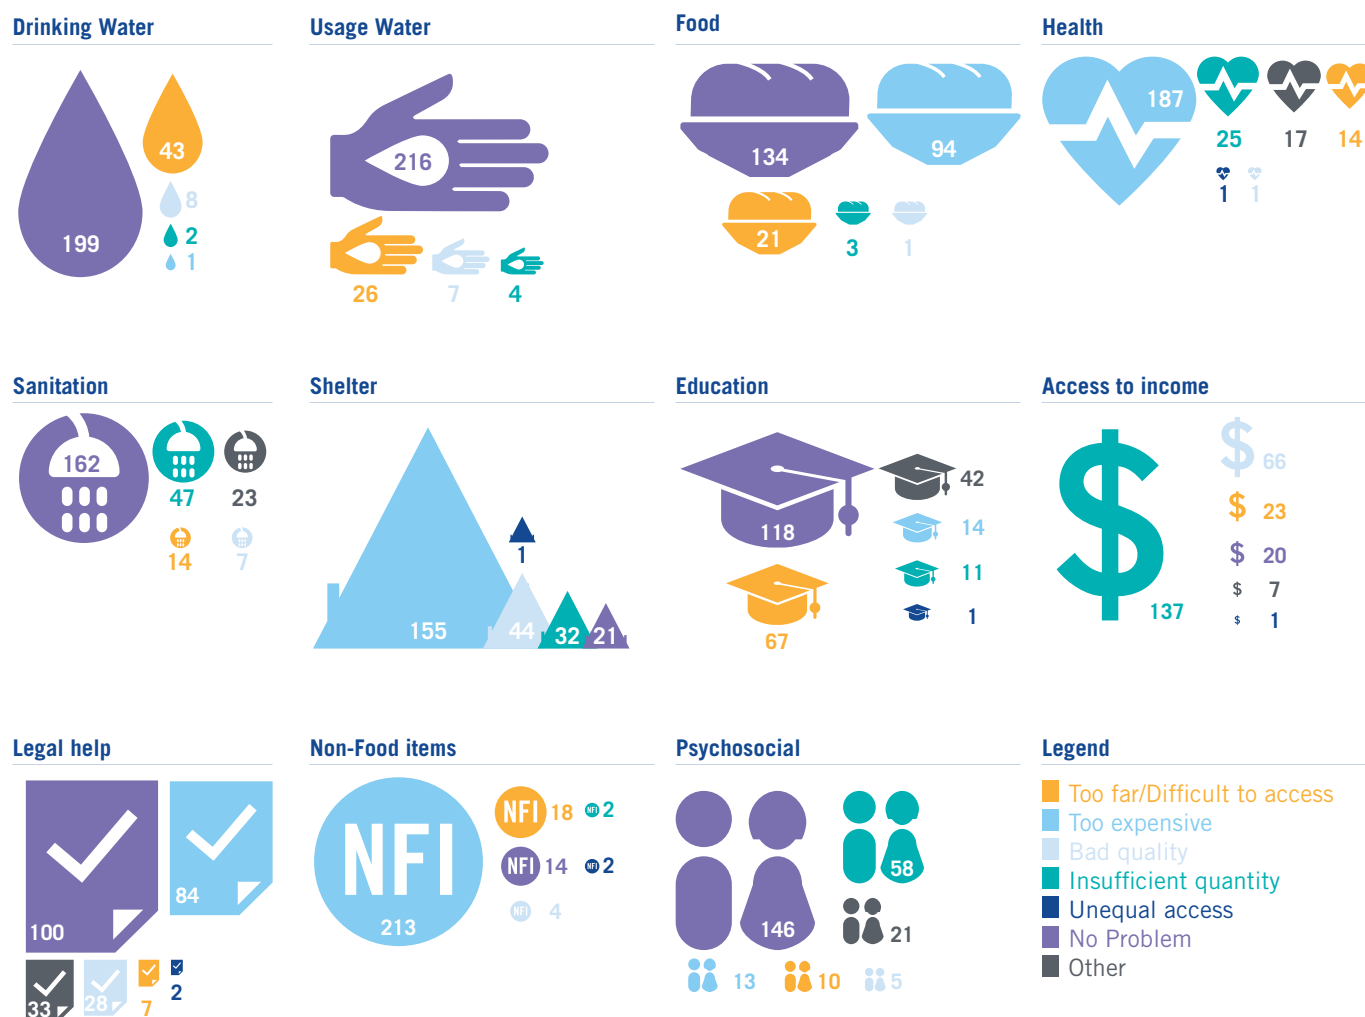 Drinking Water
199
43
8
2
1
Usage Water
216
26
7
4
Food
134
94
21
3
1
Health
187
25
17
14
1
1
Sanitation
162
47
23
14
7
Shelter
155
1
44
32
21
Education
118
42
14
11
1
67
Access to income
$
137
$ 66
$ 23
$ 20
$ 7
$ 1
Legal help
100
84
33
28
7
2
Non-Food items
NFI
213
NFI 18
NFI 2
NFI 14
NFI 2
NFI 4
Psychosocial
146
58
21
13
10
5
Legend
Too far/Difficult to access
Too expensive
Bad quality
Insufficient quantity
Unequal access
No Problem
Other